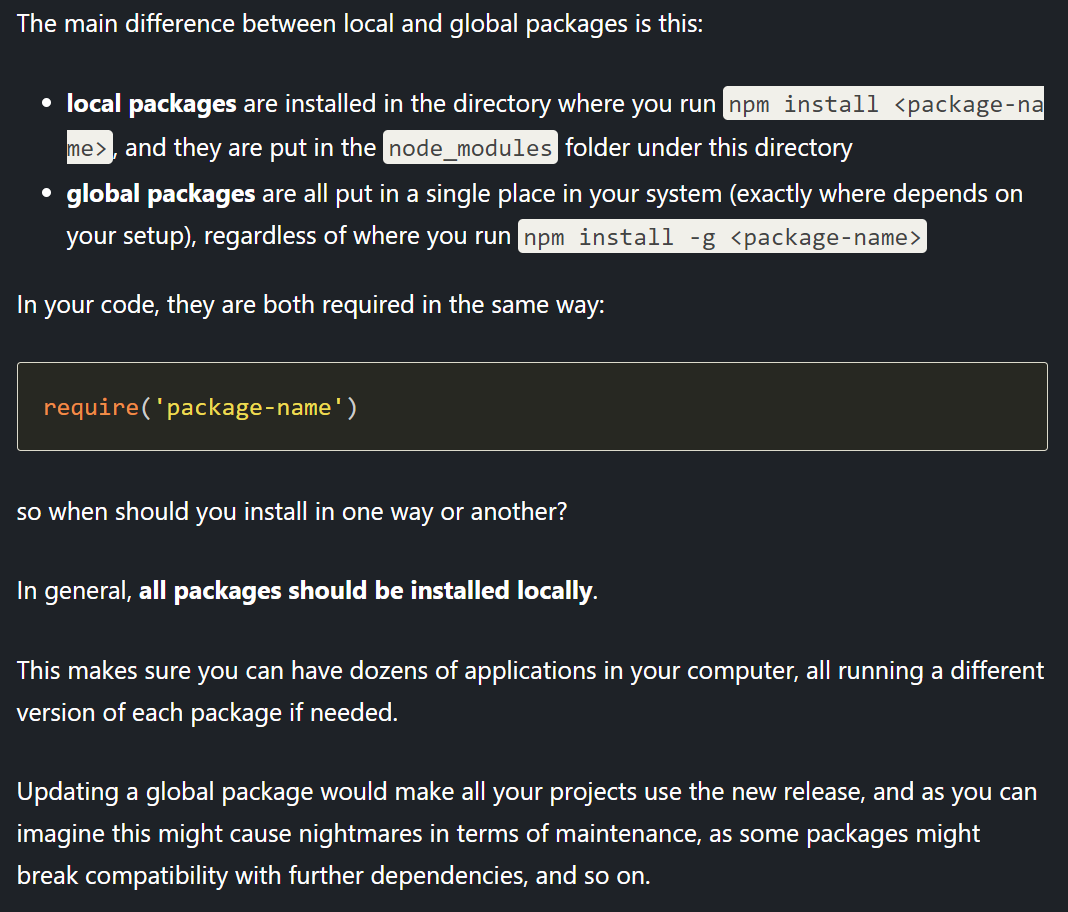 The main difference between local and global packages is this:
• local packages are installed in the directory where you run npm install <package-na
me>, and they are put in the node_modules folder under this directory
• global packages are all put in a single place in your system (exactly where depends on
your setup), regardless of where you run npm install -g <package-name>
In your code, they are both required in the same way:
require('package-name')
so when should you install in one way or another?
In general, all packages should be installed locally.
This makes sure you can have dozens of applications in your computer, all running a different
version of each package if needed.
Updating a global package would make all your projects use the new release, and as you can
imagine this might cause nightmares in terms of maintenance, as some packages might
break compatibility with further dependencies, and so on.